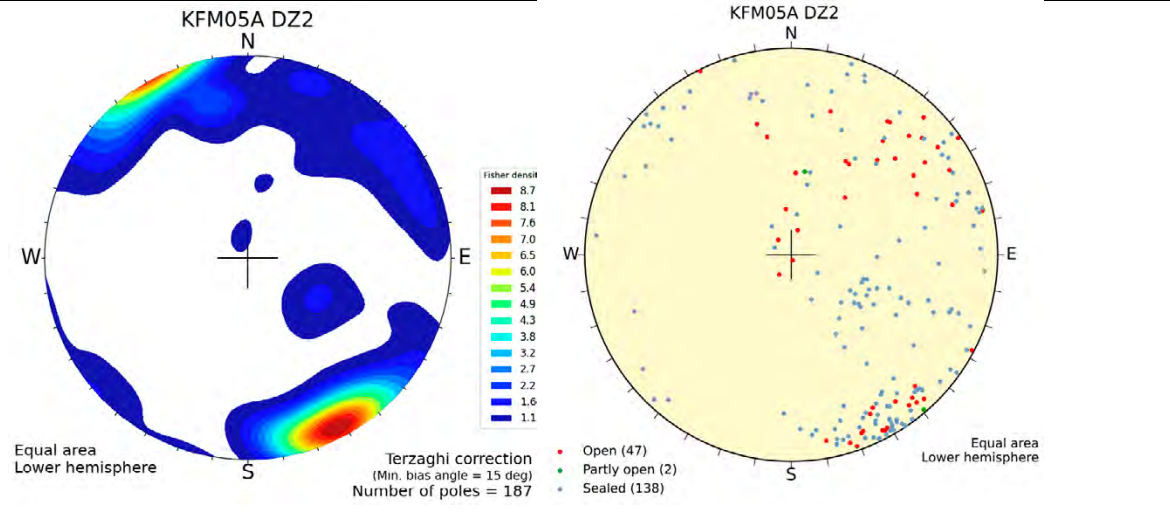 KFM05A DZ2
N
W
E
S
Fisher densit
8.7
8.1
7.6
7.0
6.5
6.0
5.4
4.9
4.3
3.8
3.2
2.7
2.2
1.6
1.1
Equal area
Lower hemisphere
Terzaghi correction
(Min. bias angle = 15 deg)
Number of poles = 187
KFM05A DZ2
N
W
E
S
Open (47)
Partly open (2)
Sealed (138)
Equal area
Lower hemisphere